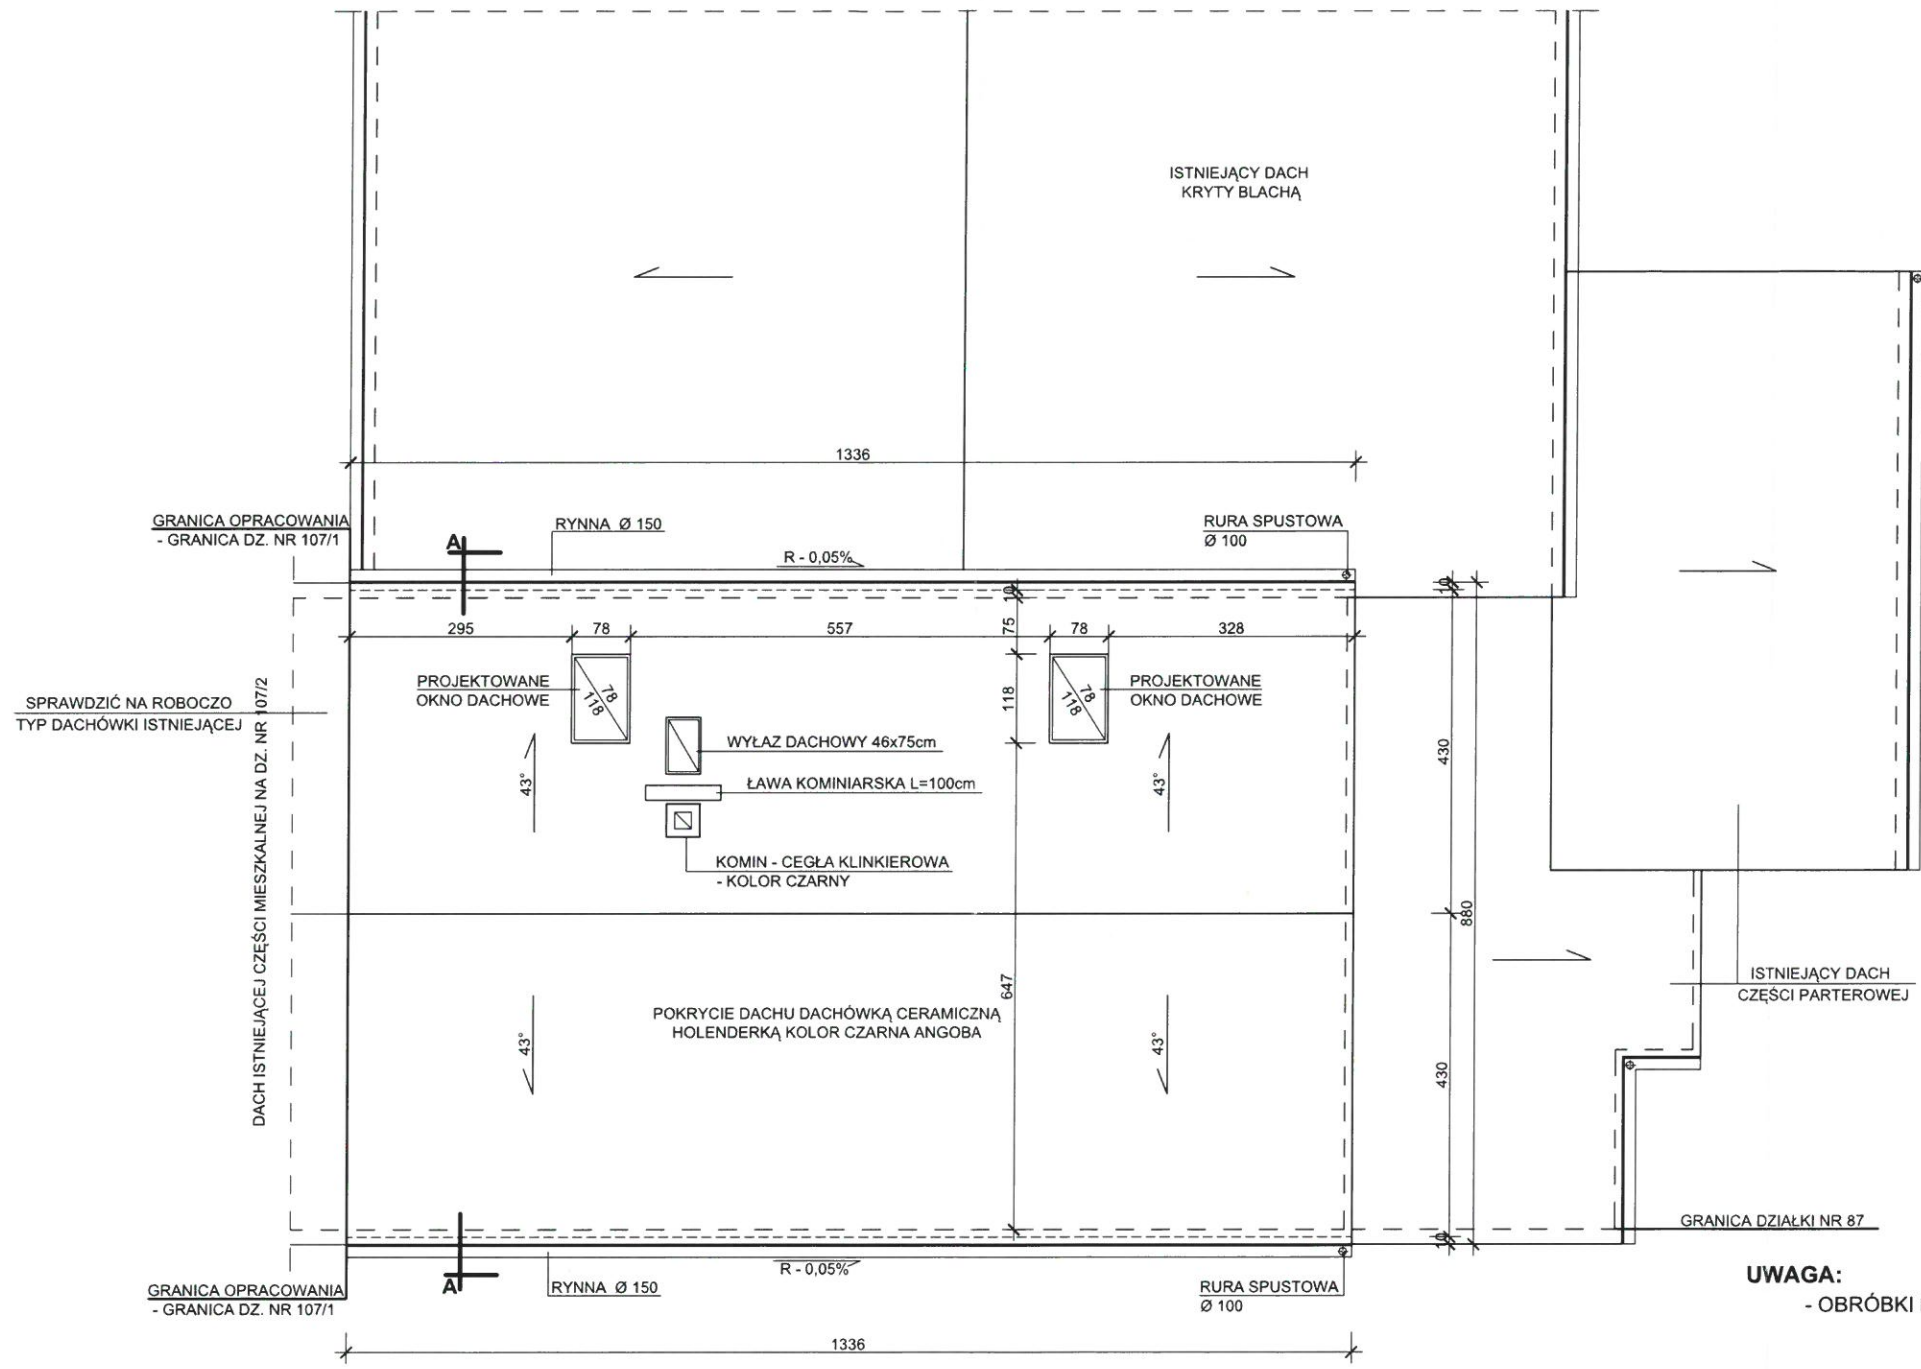 ISTNIEJĄCY DACH
KRYTY BLACHĄ
1336
GRANICA OPRACOWANIA
- GRANICA DZ. NR 107/1
RYNNA Ø 150
RURA SPUSTOWA
Ø 100
A
R - 0,05%
10
10
295
78
557
75
78
328
SPRAWDZIĆ NA ROBOCZO
TYP DACHÓWKI ISTNIEJĄCEJ
DACH ISTNIEJĄCEJ CZĘŚCI MIESZKALNEJ NA DZ. NR 107/2
PROJEKTOWANE
OKNO DACHOWE
78
118
118
78
118
PROJEKTOWANE
OKNO DACHOWE
WYŁAZ DACHOWY 46x75cm
430
43°
ŁAWA KOMINIARSKA L=100cm
43°
KOMIN - CEGŁA KLINKIEROWA
- KOLOR CZARNY
880
ISTNIEJĄCY DACH
CZĘŚCI PARTEROWEJ
647
POKRYCIE DACHU DACHÓWKĄ CERAMICZNĄ
HOLENDERKĄ KOLOR CZARNA ANGOBA
43°
43°
430
GRANICA DZIAŁKI NR 87
10
A
R - 0,05%
GRANICA OPRACOWANIA
- GRANICA DZ. NR 107/1
RYNNA Ø 150
RURA SPUSTOWA
Ø 100
UWAGA:
- OBRÓBKI
1336